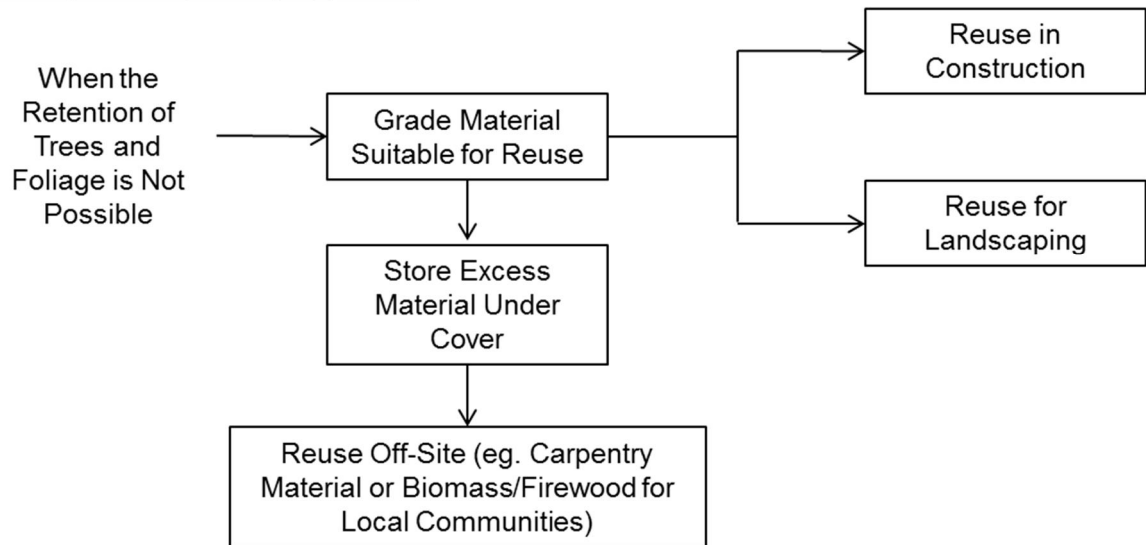 When the
Retention of
Trees and
Foliage is Not
Possible
Grade Material
Suitable for Reuse
Reuse in
Construction
Reuse for
Landscaping
Store Excess
Material Under
Cover
Reuse Off-Site (eg. Carpentry
Material or Biomass/Firewood for
Local Communities)